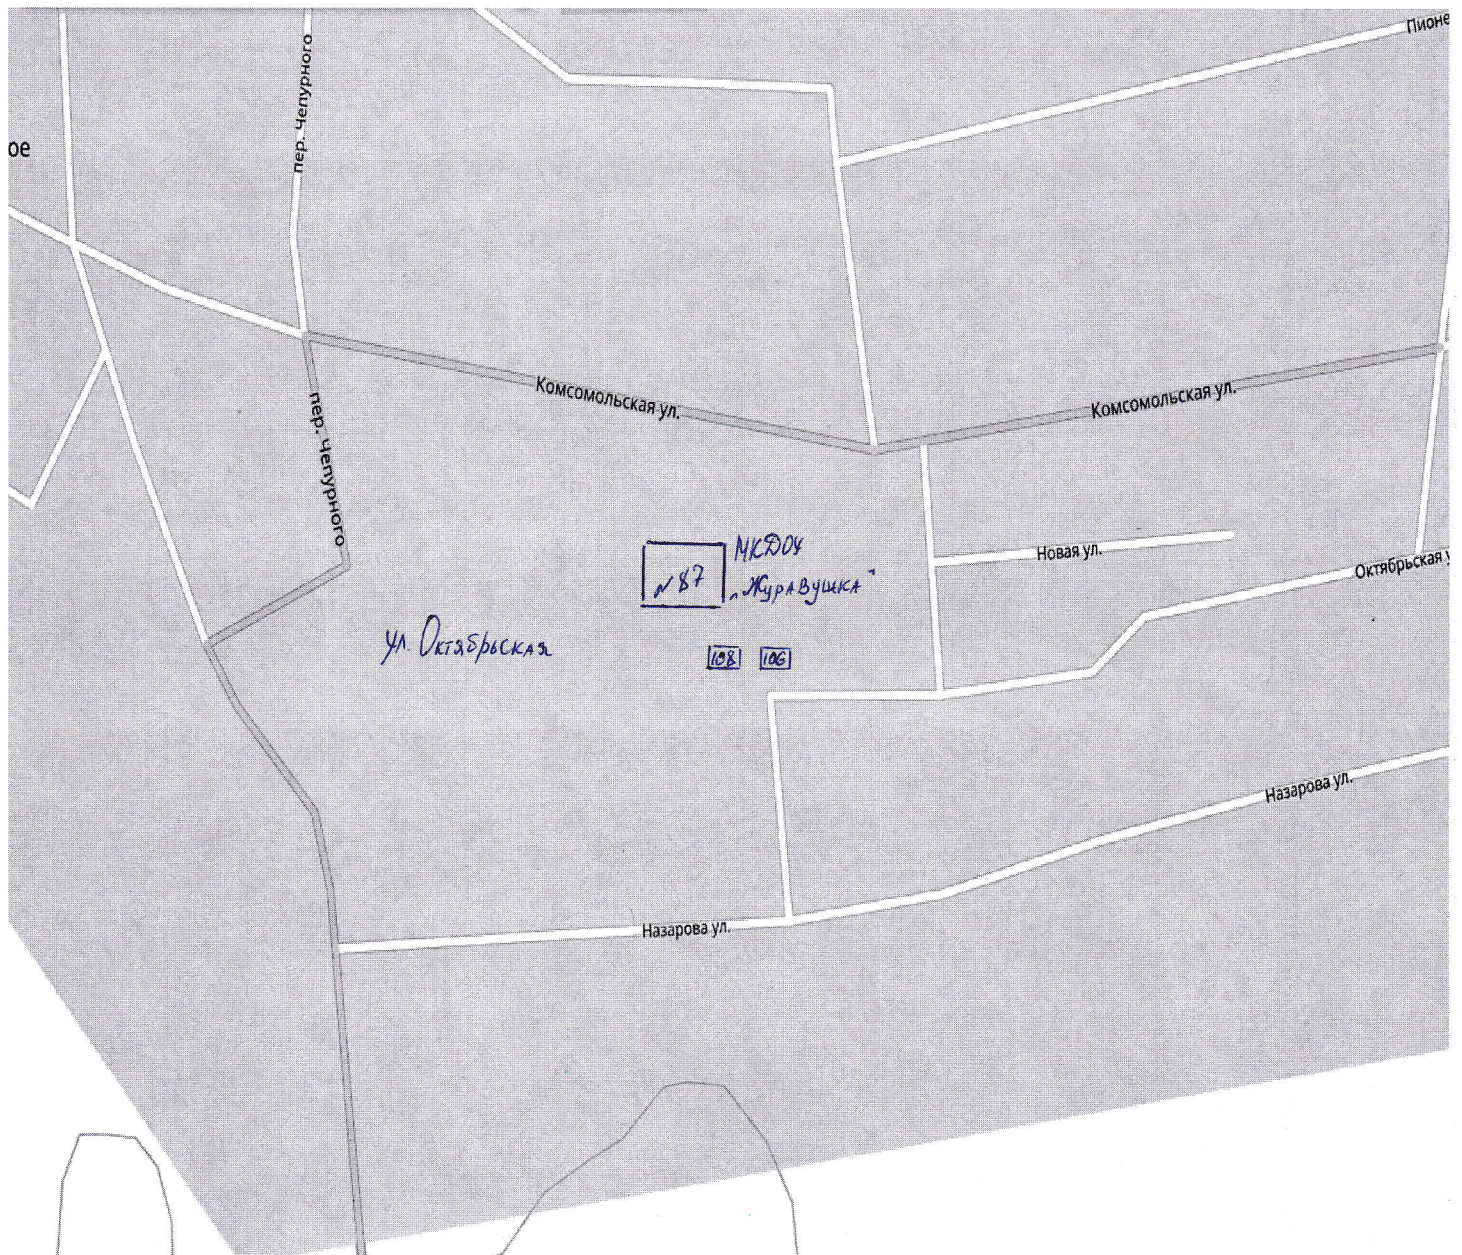 Пионе
пер. Чепурного
ое
Комсомольская ул.
Комсомольская ул.
пер. Чепурного
МКДОУ
№87
„Журавушка"
Новая ул.
Октябрьская у
ул. Октябрьская
108 106
Назарова ул.
Назарова ул.